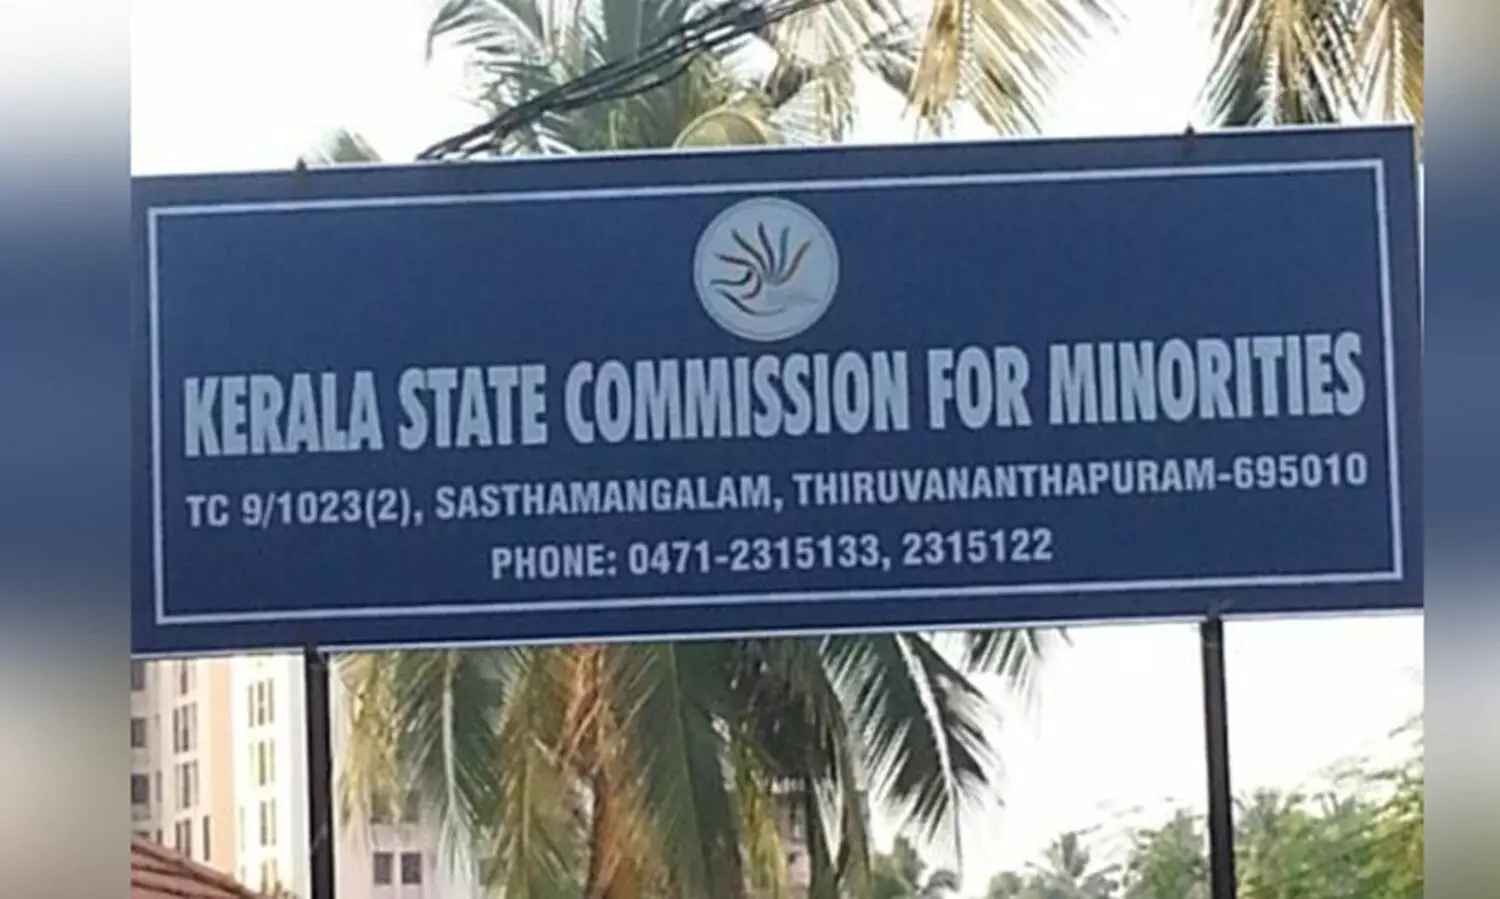 KERALA STATE COMMISSION FOR MINORITIES
TC 9/1023(2), SASTHAMANGALAM, THIRUVANANTHAPURAM-695010
PHONE: 0471-2315133, 2315122